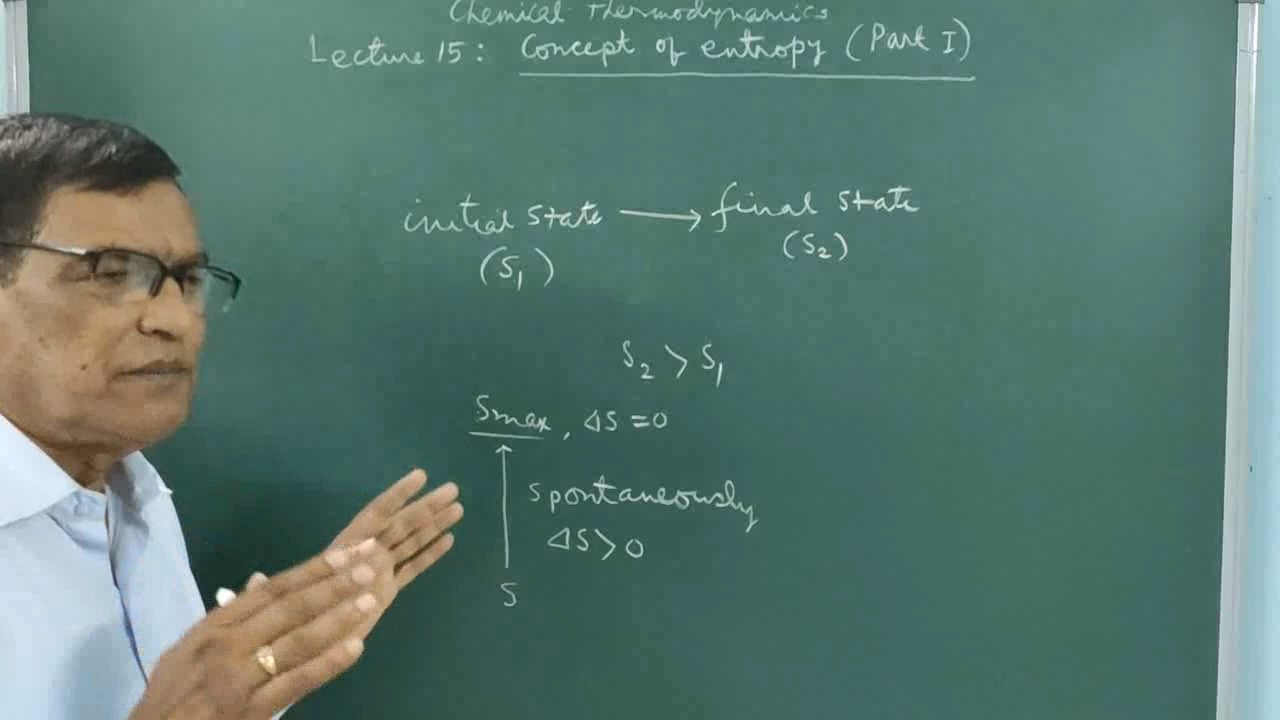 Chemical Thermodynamics
Lecture 15: Concept of entropy (Part I)
initial state ⟶ final state
(S₁) (S₂)
S₂ > S₁
Smax, ΔS = 0
spontaneously
ΔS > 0
S